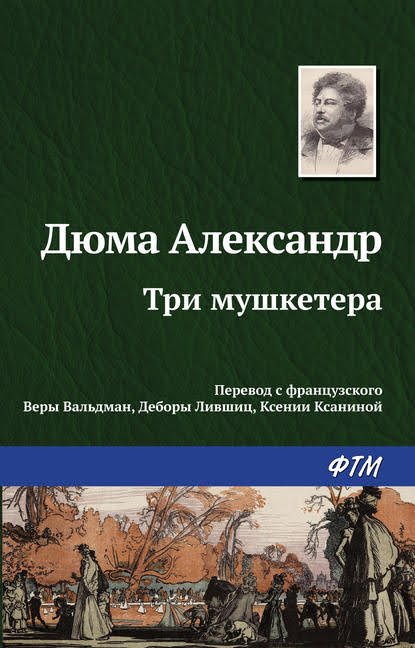 Дюма Александр
Три мушкетера
Перевод с французского
Веры Вальдман, Деборы Лившиц, Ксении Ксаниной
ФТМ